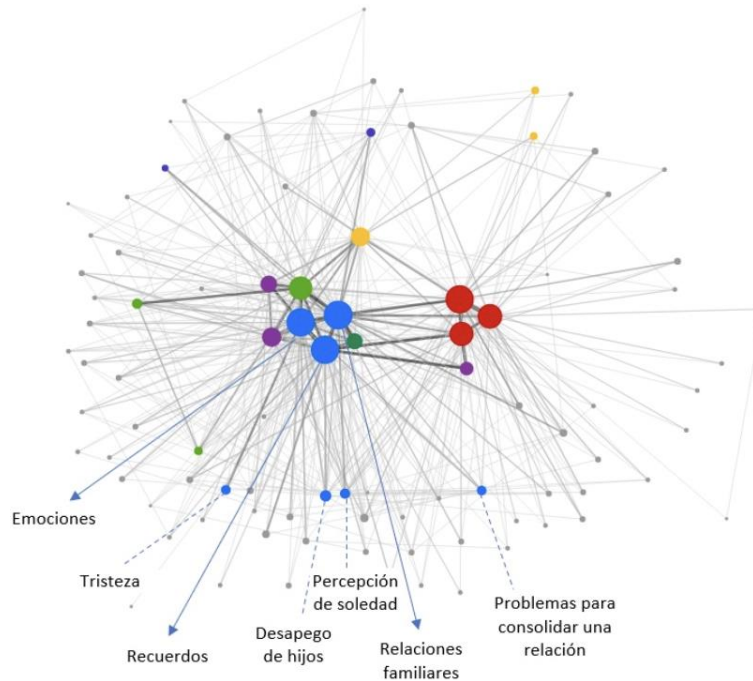 Emociones
Tristeza
Percepción
de soledad
Problemas para
consolidar una
relación
Desapego
de hijos
Recuerdos
Relaciones
familiares